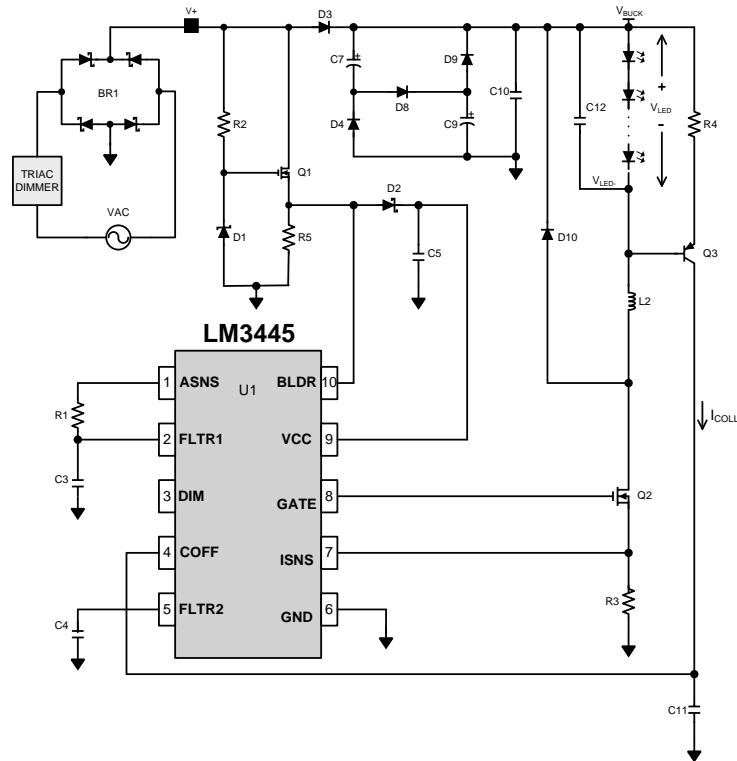 V+
D3
VBUCK
C7
D9
BR1
R2
D8
C10
C12
VLED
+
-
R4
D4
C9
TRIAC
DIMMER
Q1
VLED-
VAC
D2
D1
R5
C5
D10
Q3
L2
LM3445
U1
1 ASNS
BLDR 10
R1
ICOLL
2 FLTR1
VCC 9
C3
3 DIM
GATE 8
Q2
4 COFF
ISNS 7
R3
5 FLTR2
GND 6
C4
C11